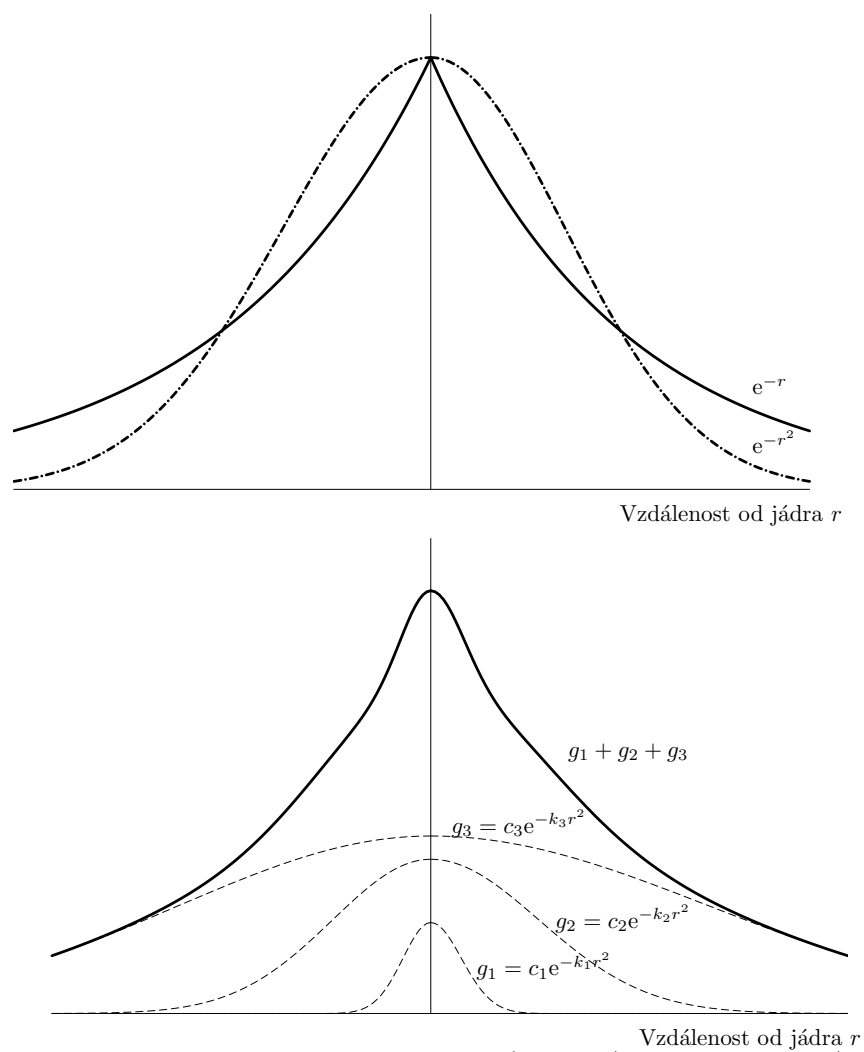 e^{−r}
e^{−r^2}
Vzdálenost od jádra r
g_1 + g_2 + g_3
g_3 = c_3e^{−k_3r^2}
g_2 = c_2e^{−k_2r^2}
g_1 = c_1e^{−k_1r^2}
Vzdálenost od jádra r